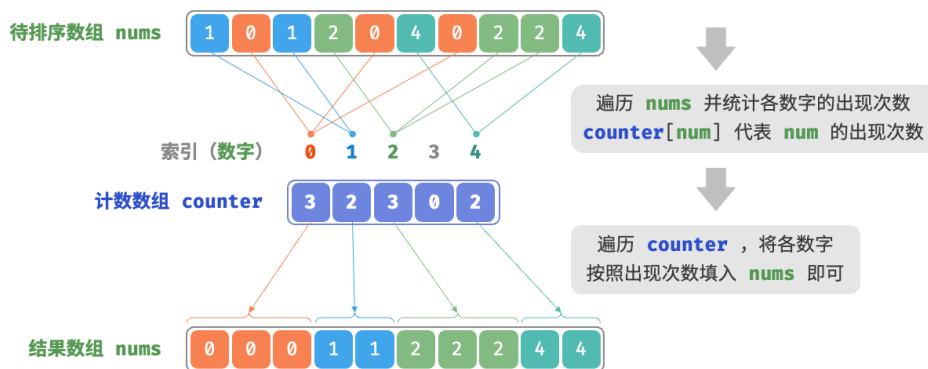 待排序数组 nums
1 0 1 2 0 4 0 2 2 4
遍历 nums 并统计各数字的出现次数
counter[num] 代表 num 的出现次数
索引（数字） 0 1 2 3 4
计数数组 counter
3 2 3 0 2
遍历 counter ，将各数字
按照出现次数填入 nums 即可
结果数组 nums
0 0 0 1 1 2 2 2 4 4